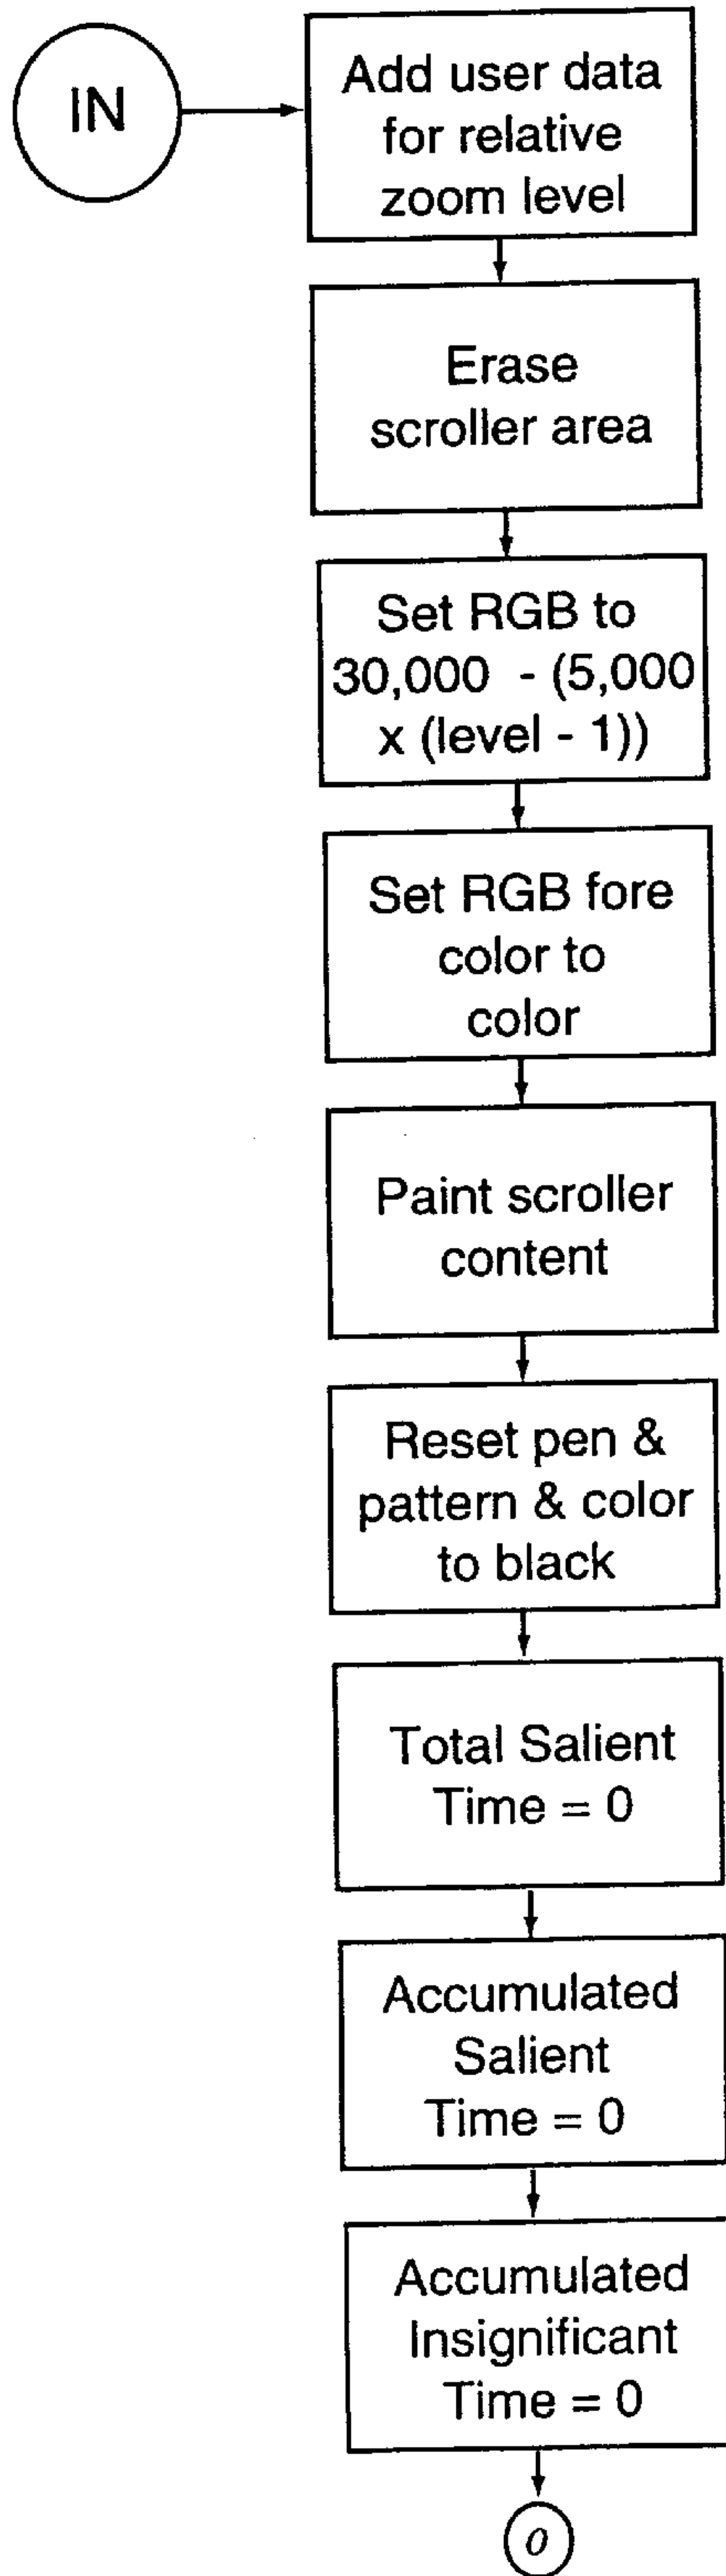 IN
Add user data
for relative
zoom level
Erase
scroller area
Set RGB to
30,000 - (5,000
x (level - 1))
Set RGB fore
color to
color
Paint scroller
content
Reset pen &
pattern & color
to black
Total Salient
Time = 0
Accumulated
Salient
Time = 0
Accumulated
Insignificant
Time = 0
o